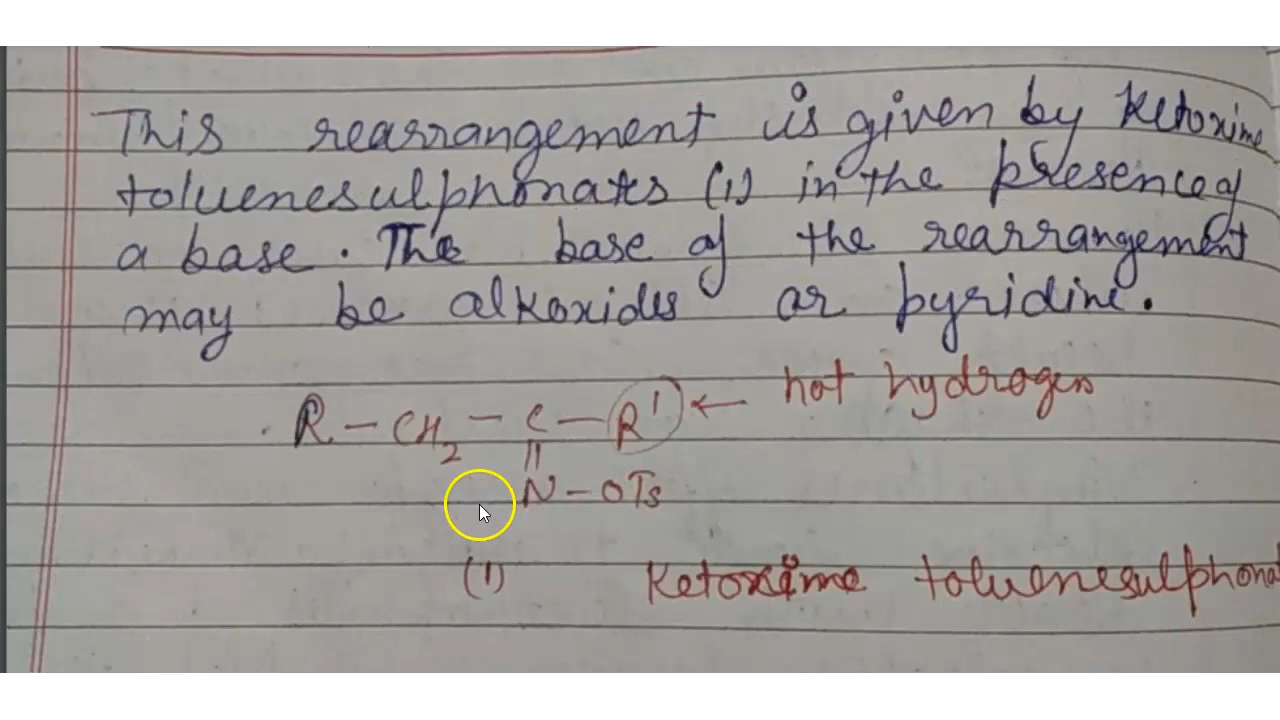 This rearrangement is given by Ketoxime
toluenesulphonates (1) in the presence of
a base. The base of the rearrangement
may be alkoxides or pyridine.
R - CH2 - C - R' ← not hydrogen
||
N - OTs
(1) Ketoxime toluenesulphonat